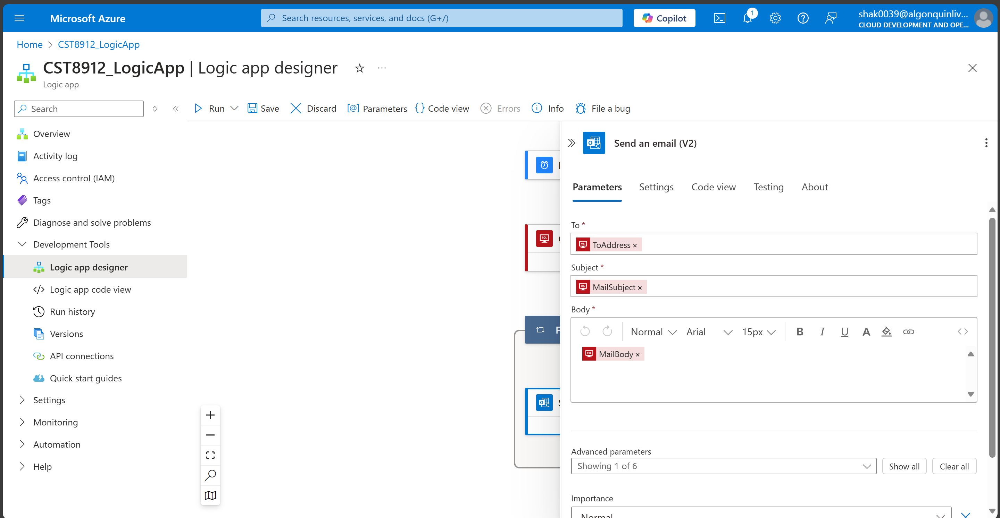 Microsoft Azure
Search resources, services, and docs (G+/)
Copilot
1
shak0039@algonquinliv...
CLOUD DEVELOPMENT AND OPE...
Home > CST8912_LogicApp
CST8912_LogicApp | Logic app designer
Logic app
Search
Run
Save
Discard
Parameters
Code view
Errors
Info
File a bug
Overview
Activity log
Access control (IAM)
Tags
Diagnose and solve problems
Development Tools
Logic app designer
Logic app code view
Run history
Versions
API connections
Quick start guides
Settings
Monitoring
Automation
Help
Send an email (V2)
Parameters
Settings
Code view
Testing
About
To *
ToAddress ×
Subject *
MailSubject ×
Body *
Normal
Arial
15px
B
I
U
A
MailBody ×
Advanced parameters
Showing 1 of 6
Show all
Clear all
Importance
Normal